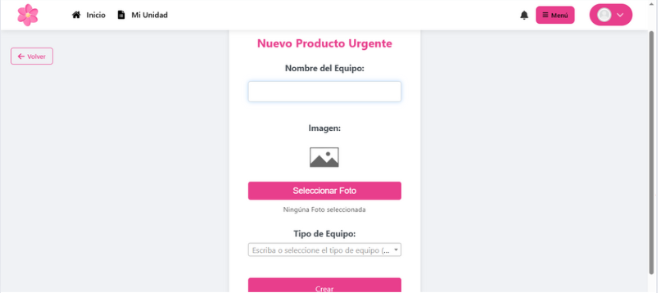 Inicio
Mi Unidad
Menú
Volver
Nuevo Producto Urgente
Nombre del Equipo:
Imagen:
Seleccionar Foto
Ningúna Foto seleccionada
Tipo de Equipo:
Escriba o seleccione el tipo de equipo (...
Crear